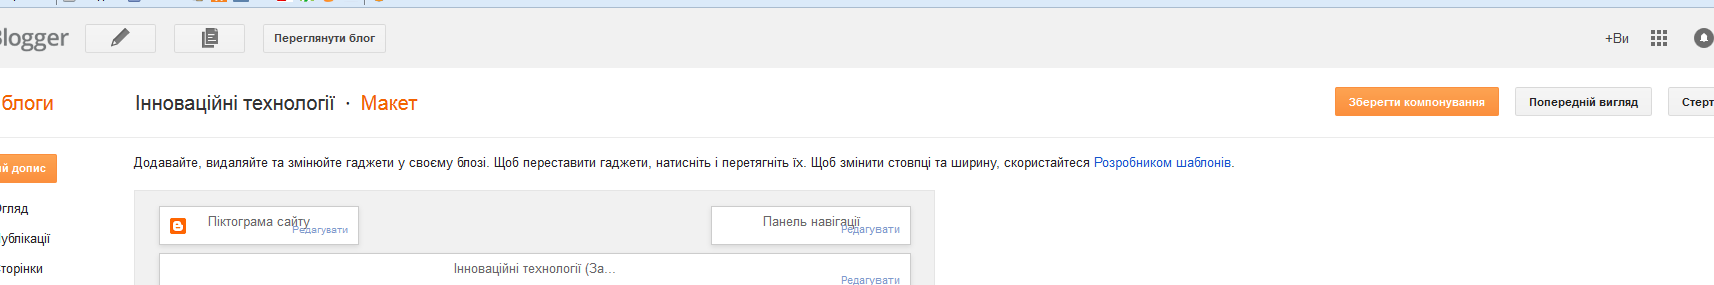 Blogger
Переглянути блог
+Ви
блоги
Інноваційні технології · Макет
Зберегти компонування
Попередній вигляд
Стерт
й допис
Додавайте, видаляйте та змінюйте гаджети у своєму блозі. Щоб переставити гаджети, натисніть і перетягніть їх. Щоб змінити стовпці та ширину, скористайтеся Розробником шаблонів.
Огляд
Піктограма сайту
Редагувати
Панель навігації
Редагувати
ублікації
торінки
Інноваційні технології (За...
Редагувати